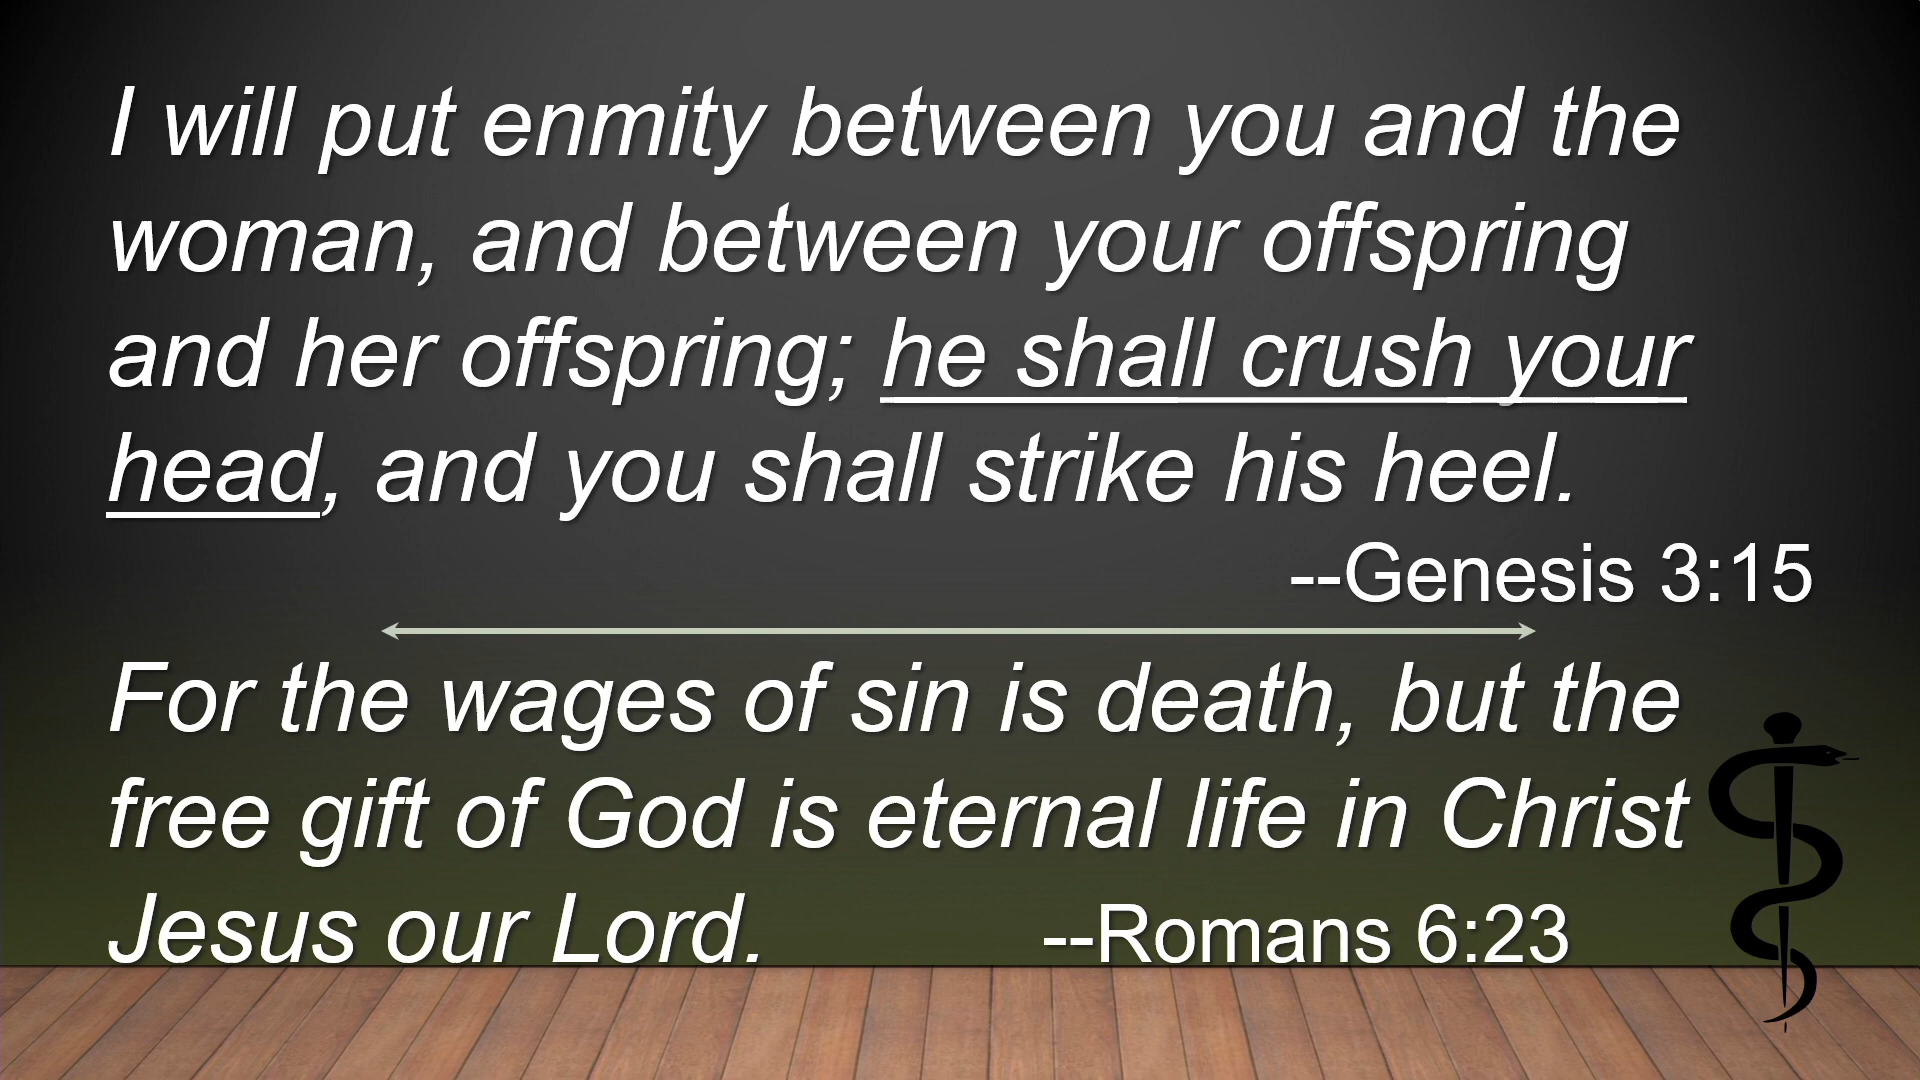 I will put enmity between you and the
woman, and between your offspring
and her offspring; he shall crush your
head, and you shall strike his heel.
--Genesis 3:15
For the wages of sin is death, but the
free gift of God is eternal life in Christ
Jesus our Lord. --Romans 6:23